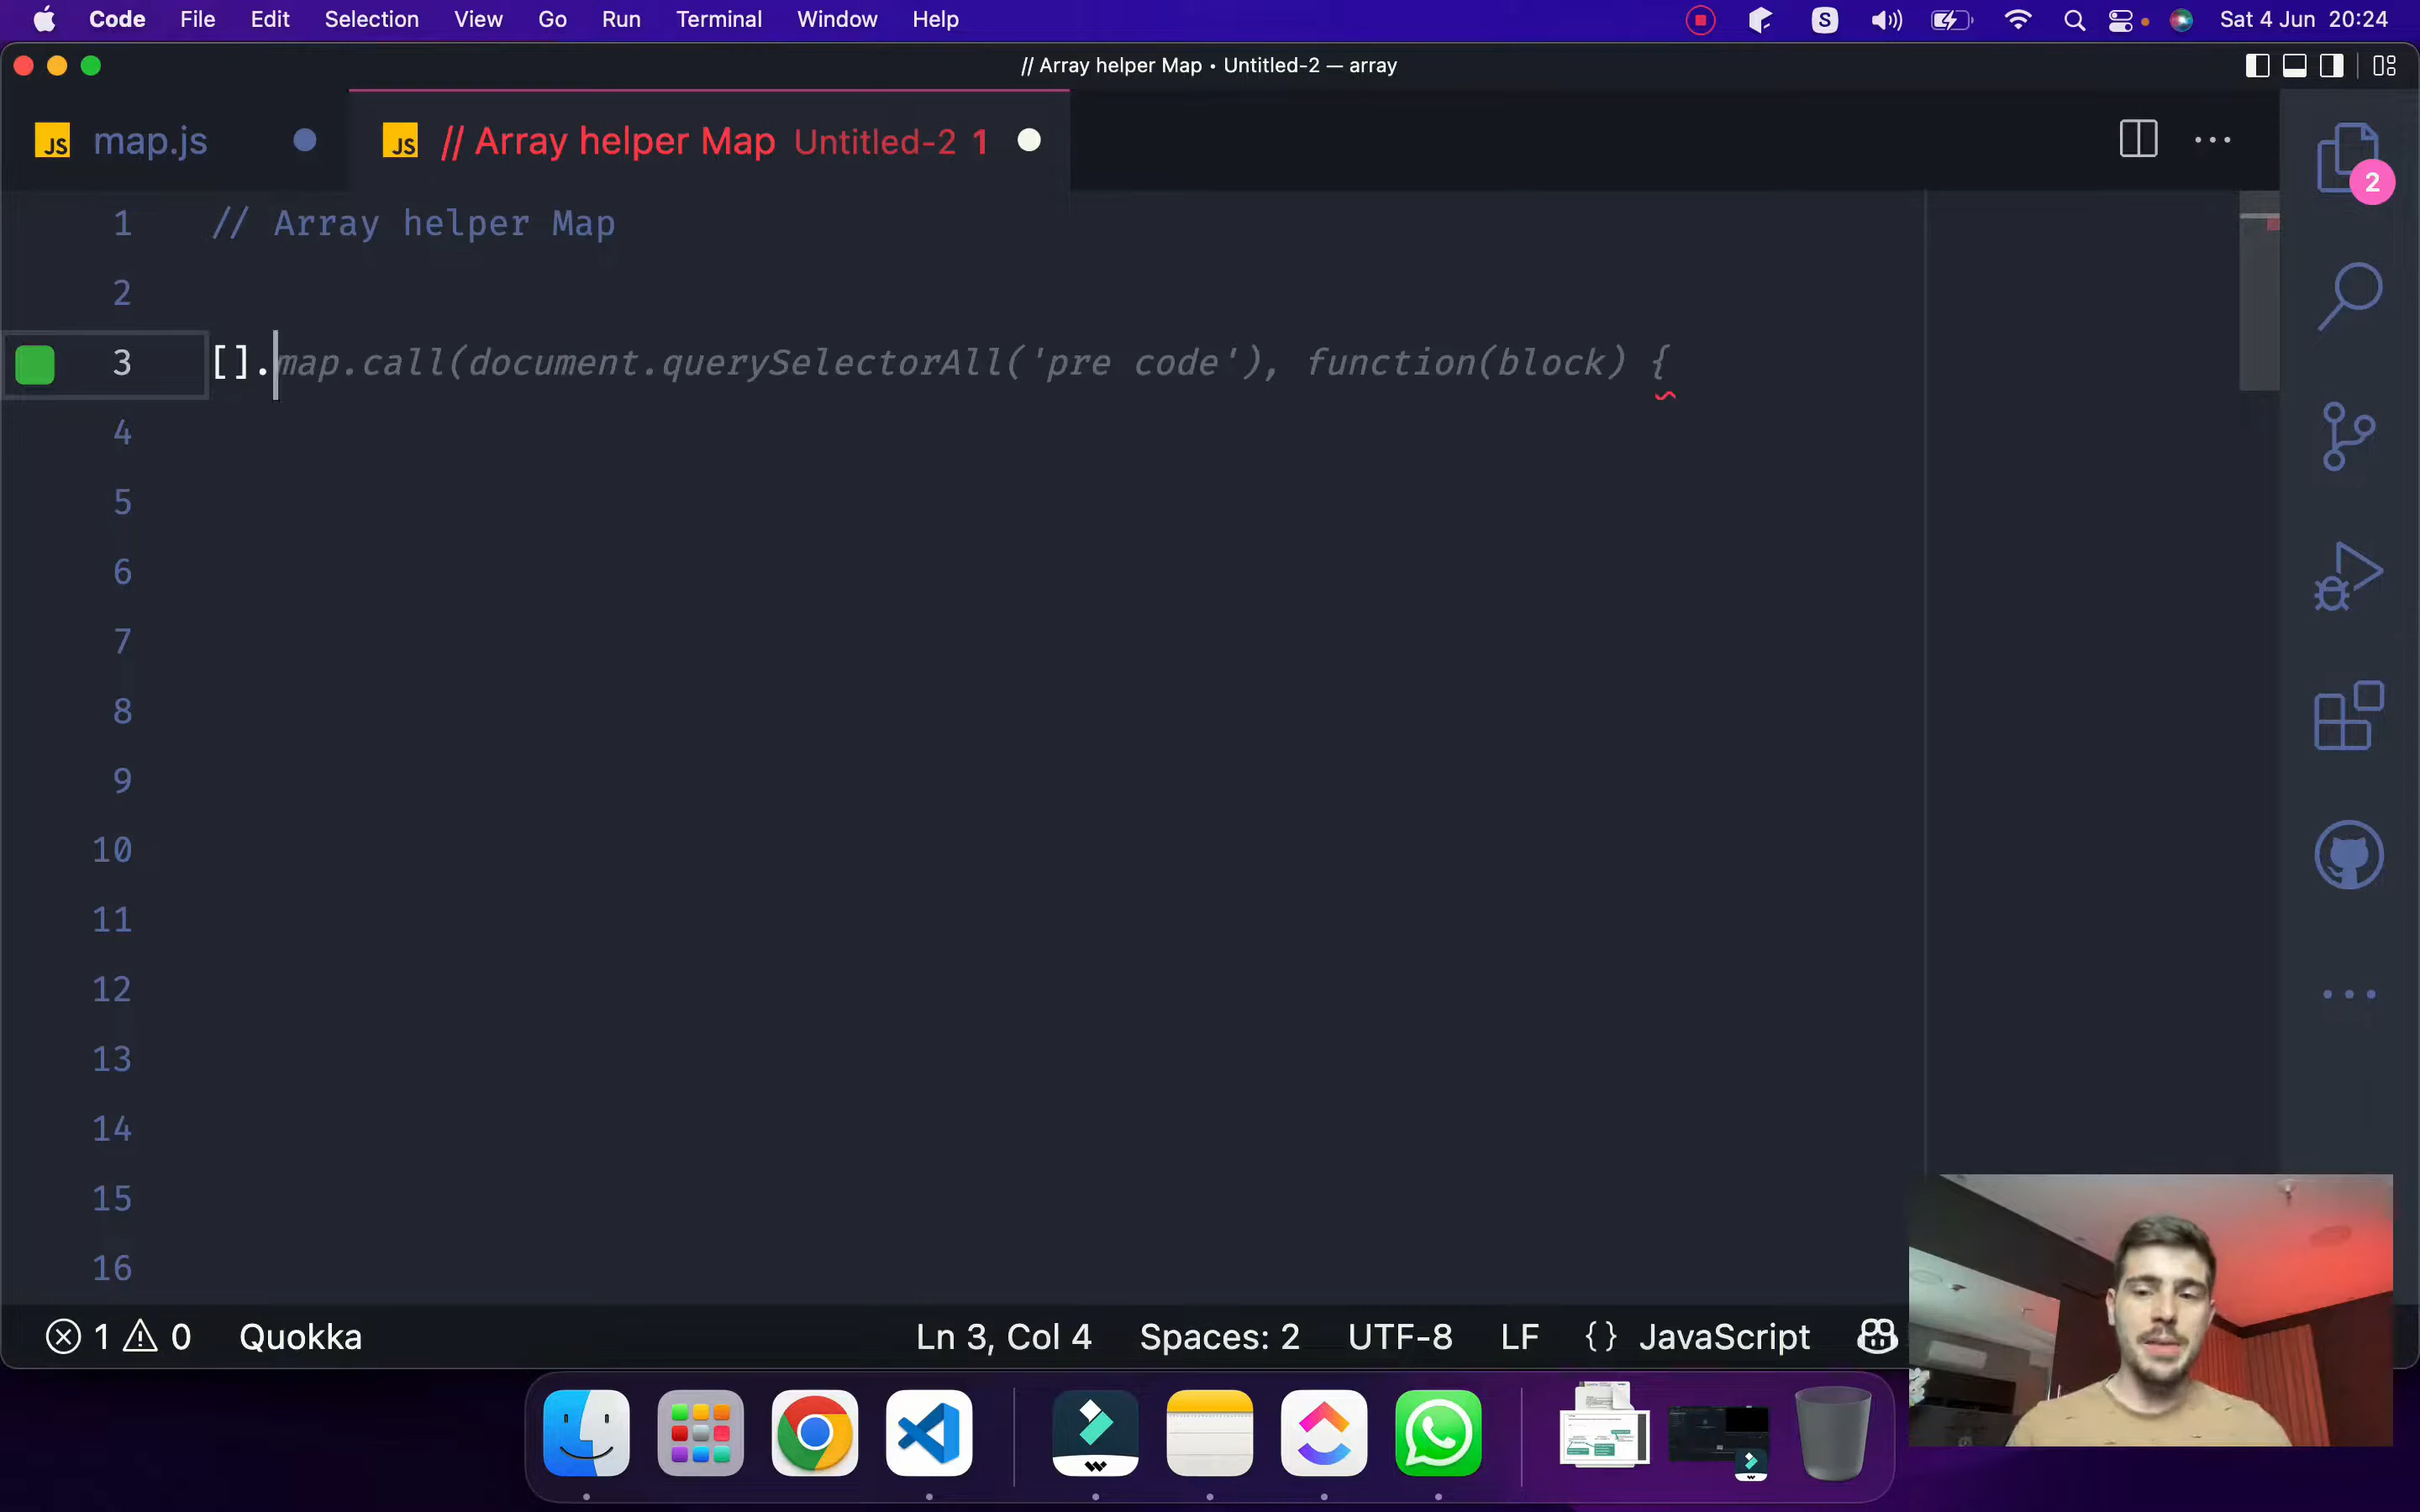 Code File Edit Selection View Go Run Terminal Window Help S Sat 4 Jun 20:24
// Array helper Map • Untitled-2 — array
JS map.js JS // Array helper Map Untitled-2 1
2
1 // Array helper Map
2
3 [].map.call(document.querySelectorAll('pre code'), function(block) {
4
5
6
7
8
9
10
11
12
13
14
15
16
1 0 Quokka Ln 3, Col 4 Spaces: 2 UTF-8 LF {} JavaScript